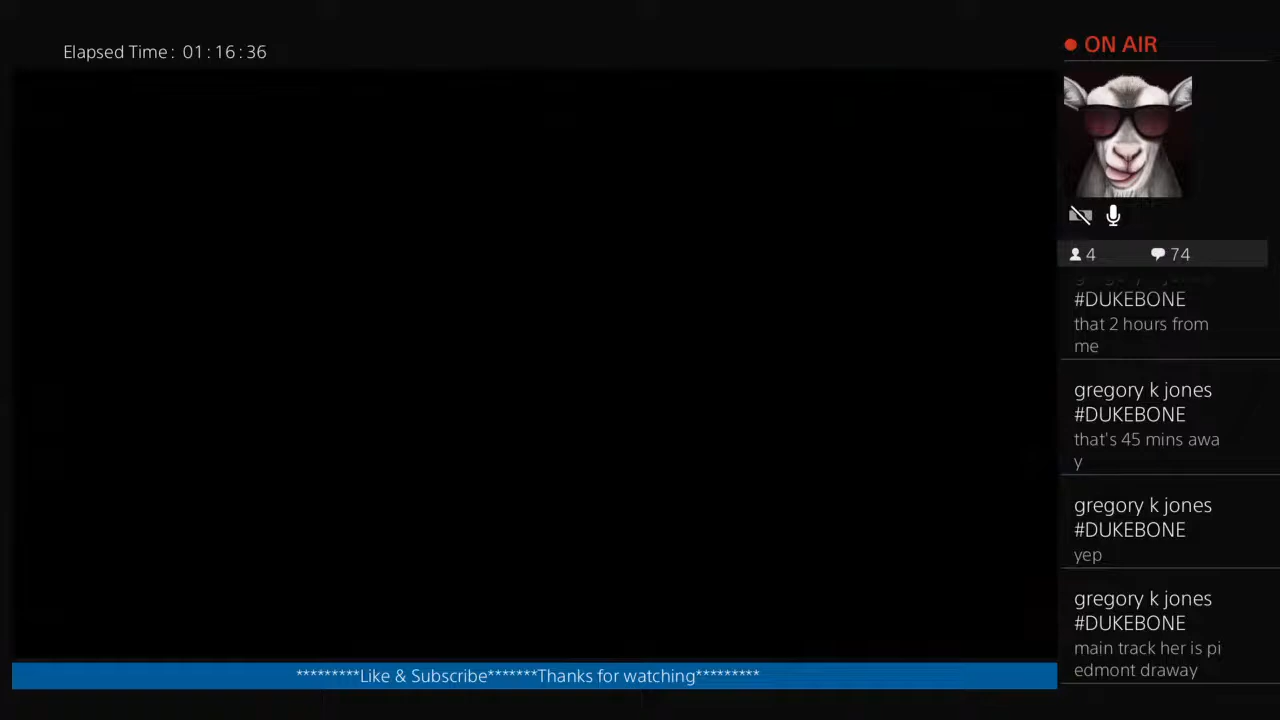 Elapsed Time: 01:16:36
ON AIR
4
74
#DUKEBONE
that 2 hours from
me
gregory k jones
#DUKEBONE
that's 45 mins awa
y
gregory k jones
#DUKEBONE
yep
gregory k jones
#DUKEBONE
main track her is pi
edmont draway
*********Like & Subscribe*******Thanks for watching*********